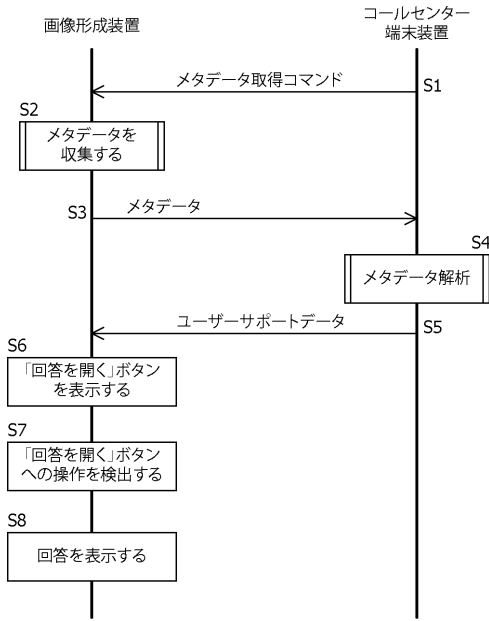 画像形成装置
コールセンター
端末装置
メタデータ取得コマンド
S1
S2
メタデータを
収集する
S3
メタデータ
S4
メタデータ解析
ユーザーサポートデータ
S5
S6
「回答を開く」ボタン
を表示する
S7
「回答を開く」ボタン
への操作を検出する
S8
回答を表示する